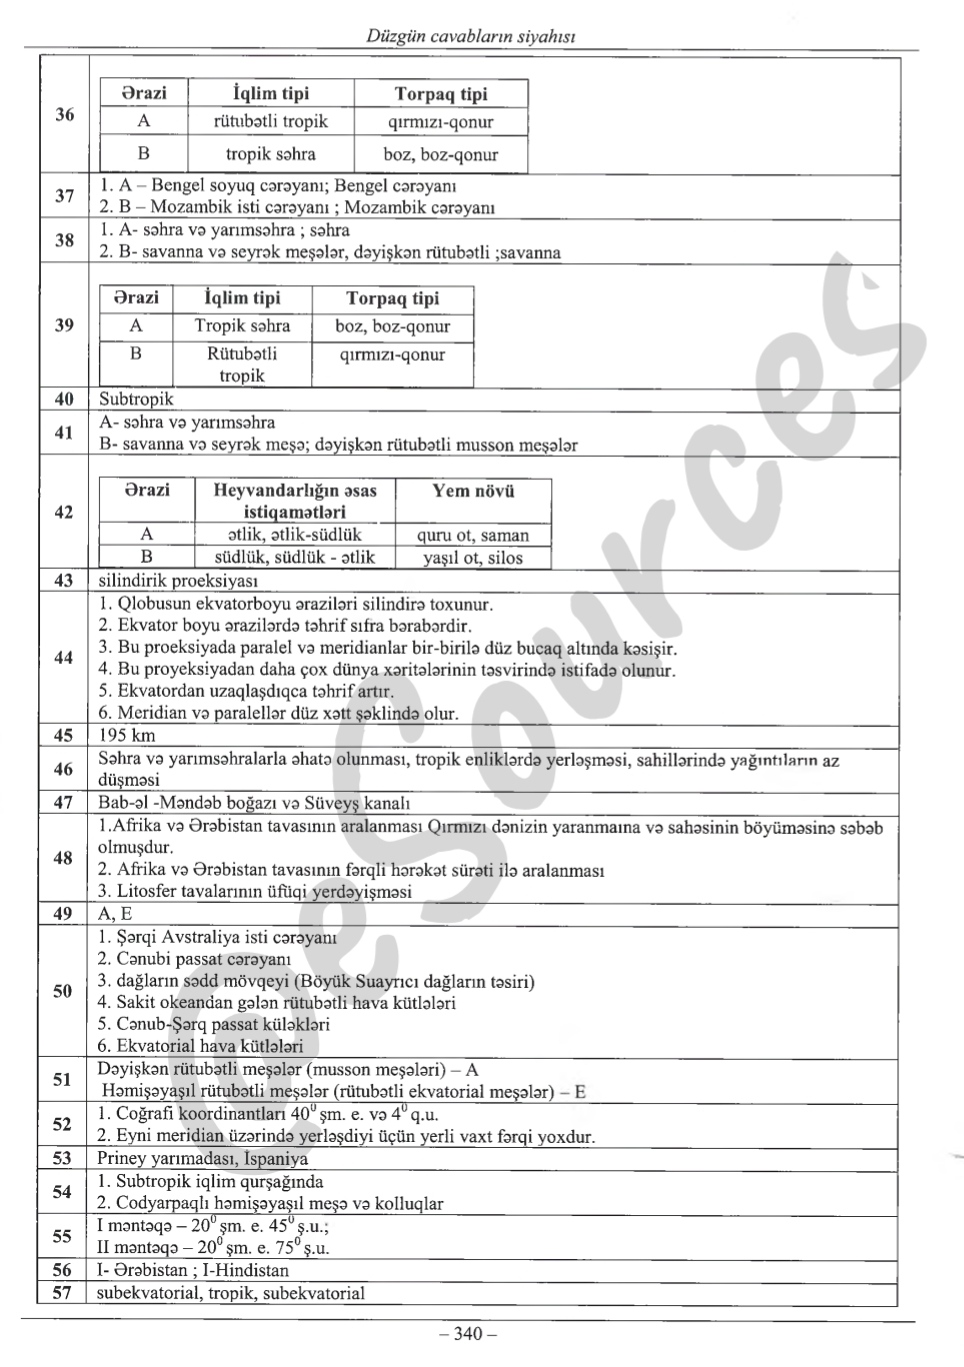 Düzgün cavabların siyahısı
36
Ərazi İqlim tipi Torpaq tipi
A rütubətli tropik qırmızı-qonur
B tropik səhra boz, boz-qonur
37
1. A – Bengel soyuq cərəyanı; Bengel cərəyanı
2. B – Mozambik isti cərəyanı ; Mozambik cərəyanı
38
1. A- səhra və yarımsəhra ; səhra
2. B- savanna və seyrək meşələr, dəyişkən rütubətli ;savanna
39
Ərazi İqlim tipi Torpaq tipi
A Tropik səhra boz, boz-qonur
B Rütubətli qırmızı-qonur
tropik
40 Subtropik
41
A- səhra və yarımsəhra
B- savanna və seyrək meşə; dəyişkən rütubətli musson meşələr
42
Ərazi Heyvandarlığın əsas Yem növü
istiqamətləri
A ətlik, ətlik-südlük quru ot, saman
B südlük, südlük - ətlik yaşıl ot, silos
43 silindirik proeksiyası
44
1. Qlobusun ekvatorboyu əraziləri silindirə toxunur.
2. Ekvator boyu ərazilərdə təhrif sıfra bərabərdir.
3. Bu proeksiyada paralel və meridianlar bir-birilə düz bucaq altında kəsişir.
4. Bu proyeksiyadan daha çox dünya xəritələrinin təsvirində istifadə olunur.
5. Ekvatordan uzaqlaşdıqca təhrif artır.
6. Meridian və paralellər düz xətt şəklində olur.
45 195 km
46
Səhra və yarımsəhralarla əhatə olunması, tropik enliklərdə yerləşməsi, sahillərində yağıntıların az
düşməsi
47 Bab-əl -Məndəb boğazı və Süveyş kanalı
48
1.Afrika və Ərəbistan tavasının aralanması Qırmızı dənizin yaranmaına və sahəsinin böyüməsinə səbəb
olmuşdur.
2. Afrika və Ərəbistan tavasının fərqli hərəkət sürəti ilə aralanması
3. Litosfer tavalarının üfüqi yerdəyişməsi
49 A, E
50
1. Şərqi Avstraliya isti cərəyanı
2. Cənubi passat cərəyanı
3. dağların sədd mövqeyi (Böyük Suayrıcı dağların təsiri)
4. Sakit okeandan gələn rütubətli hava kütlələri
5. Cənub-Şərq passat küləkləri
6. Ekvatorial hava kütlələri
51
Dəyişkən rütubətli meşələr (musson meşələri) – A
Həmişəyaşıl rütubətli meşələr (rütubətli ekvatorial meşələr) – E
52
1. Coğrafi koordinantları 40⁰ şm. e. və 4⁰ q.u.
2. Eyni meridian üzərində yerləşdiyi üçün yerli vaxt fərqi yoxdur.
53 Priney yarımadası, İspaniya
54
1. Subtropik iqlim qurşağında
2. Codyarpaqlı həmişəyaşıl meşə və kolluqlar
55
I məntəqə – 20⁰ şm. e. 45⁰ ş.u.;
II məntəqə – 20⁰ şm. e. 75⁰ ş.u.
56 I- Ərəbistan ; I-Hindistan
57 subekvatorial, tropik, subekvatorial
– 340 –
@eSources